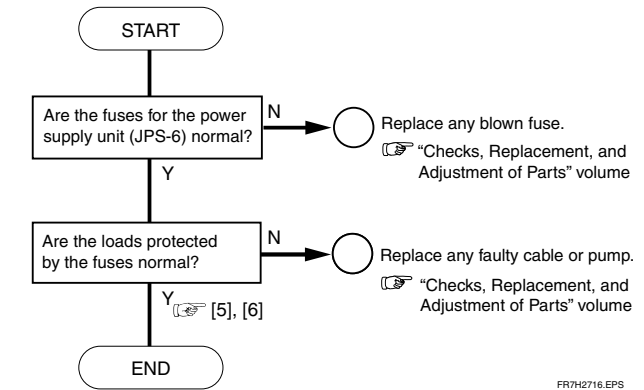 START
Are the fuses for the power
supply unit (JPS-6) normal?
N
Replace any blown fuse.
“Checks, Replacement, and
Adjustment of Parts” volume
Y
Are the loads protected
by the fuses normal?
N
Replace any faulty cable or pump.
“Checks, Replacement, and
Adjustment of Parts” volume
Y
[5], [6]
END
FR7H2716.EPS